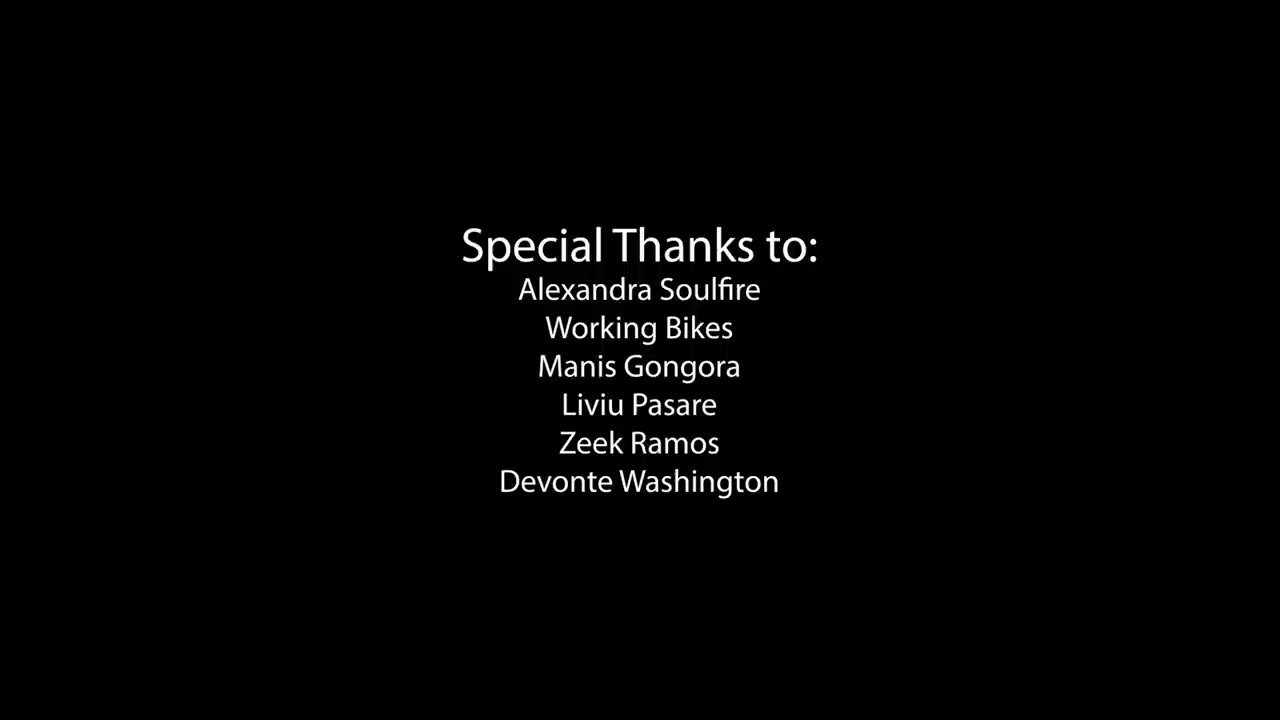 Special Thanks to:
Alexandra Soulfire
Working Bikes
Manis Gongora
Liviu Pasare
Zeek Ramos
Devonte Washington